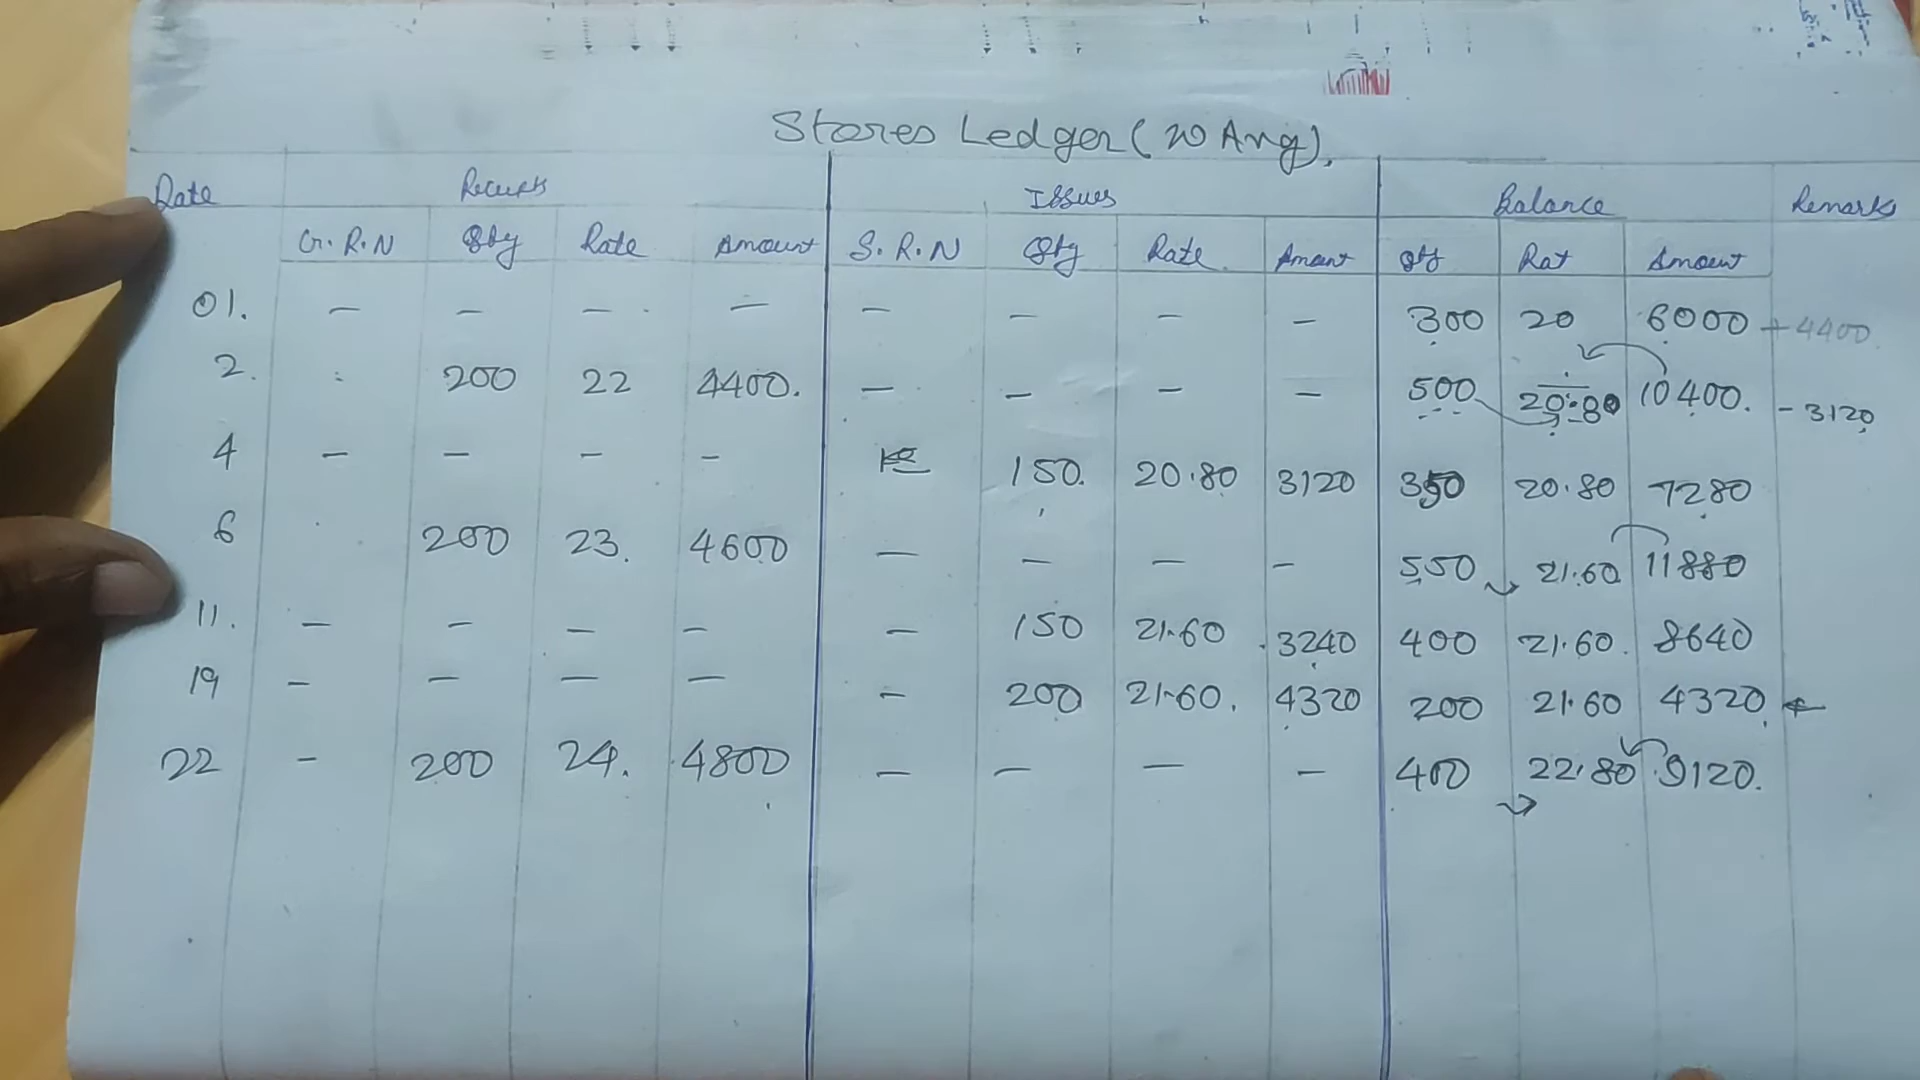 Stores Ledger (W Avg).
Date Receipts Issues Balance Remarks
G.R.N Qty Rate Amount S.R.N Qty Rate Amount Qty Rat Amount
01. — — — — — — — — 300 20 6000 + 4400
2. 200 22 4400. — — — — 500 20.80 10400. - 3120
4 — — — — 150. 20.80 3120 350 20.80 7280
6 200 23. 4600 — — — — 550 21.60 11880
11. — — — — — 150 21.60 3240 400 21.60. 8640
19 — — — — — 200 21.60. 4320 200 21.60 4320
22 — 200 24. 4800 — — — — 400 22.80 9120.